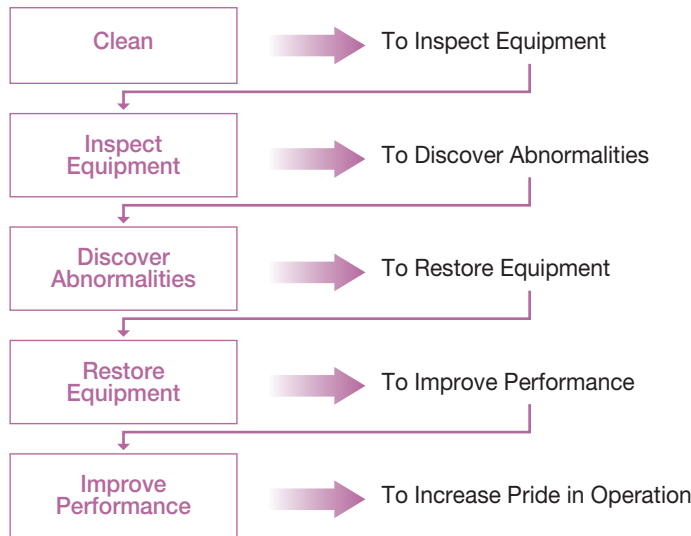 Clean
To Inspect Equipment
Inspect
Equipment
To Discover Abnormalities
Discover
Abnormalities
To Restore Equipment
Restore
Equipment
To Improve Performance
Improve
Performance
To Increase Pride in Operation